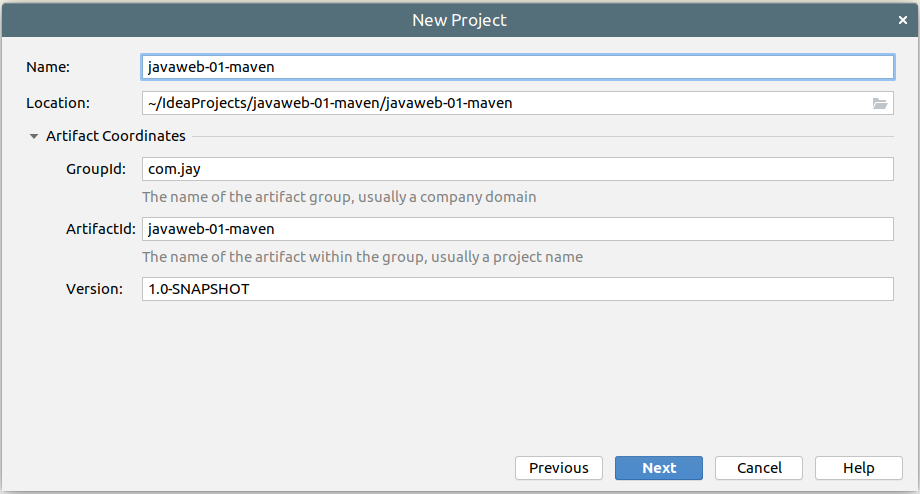 New Project
Name: javaweb-01-maven
Location: ~/IdeaProjects/javaweb-01-maven/javaweb-01-maven
Artifact Coordinates
GroupId: com.jay
The name of the artifact group, usually a company domain
ArtifactId: javaweb-01-maven
The name of the artifact within the group, usually a project name
Version: 1.0-SNAPSHOT
Previous Next Cancel Help